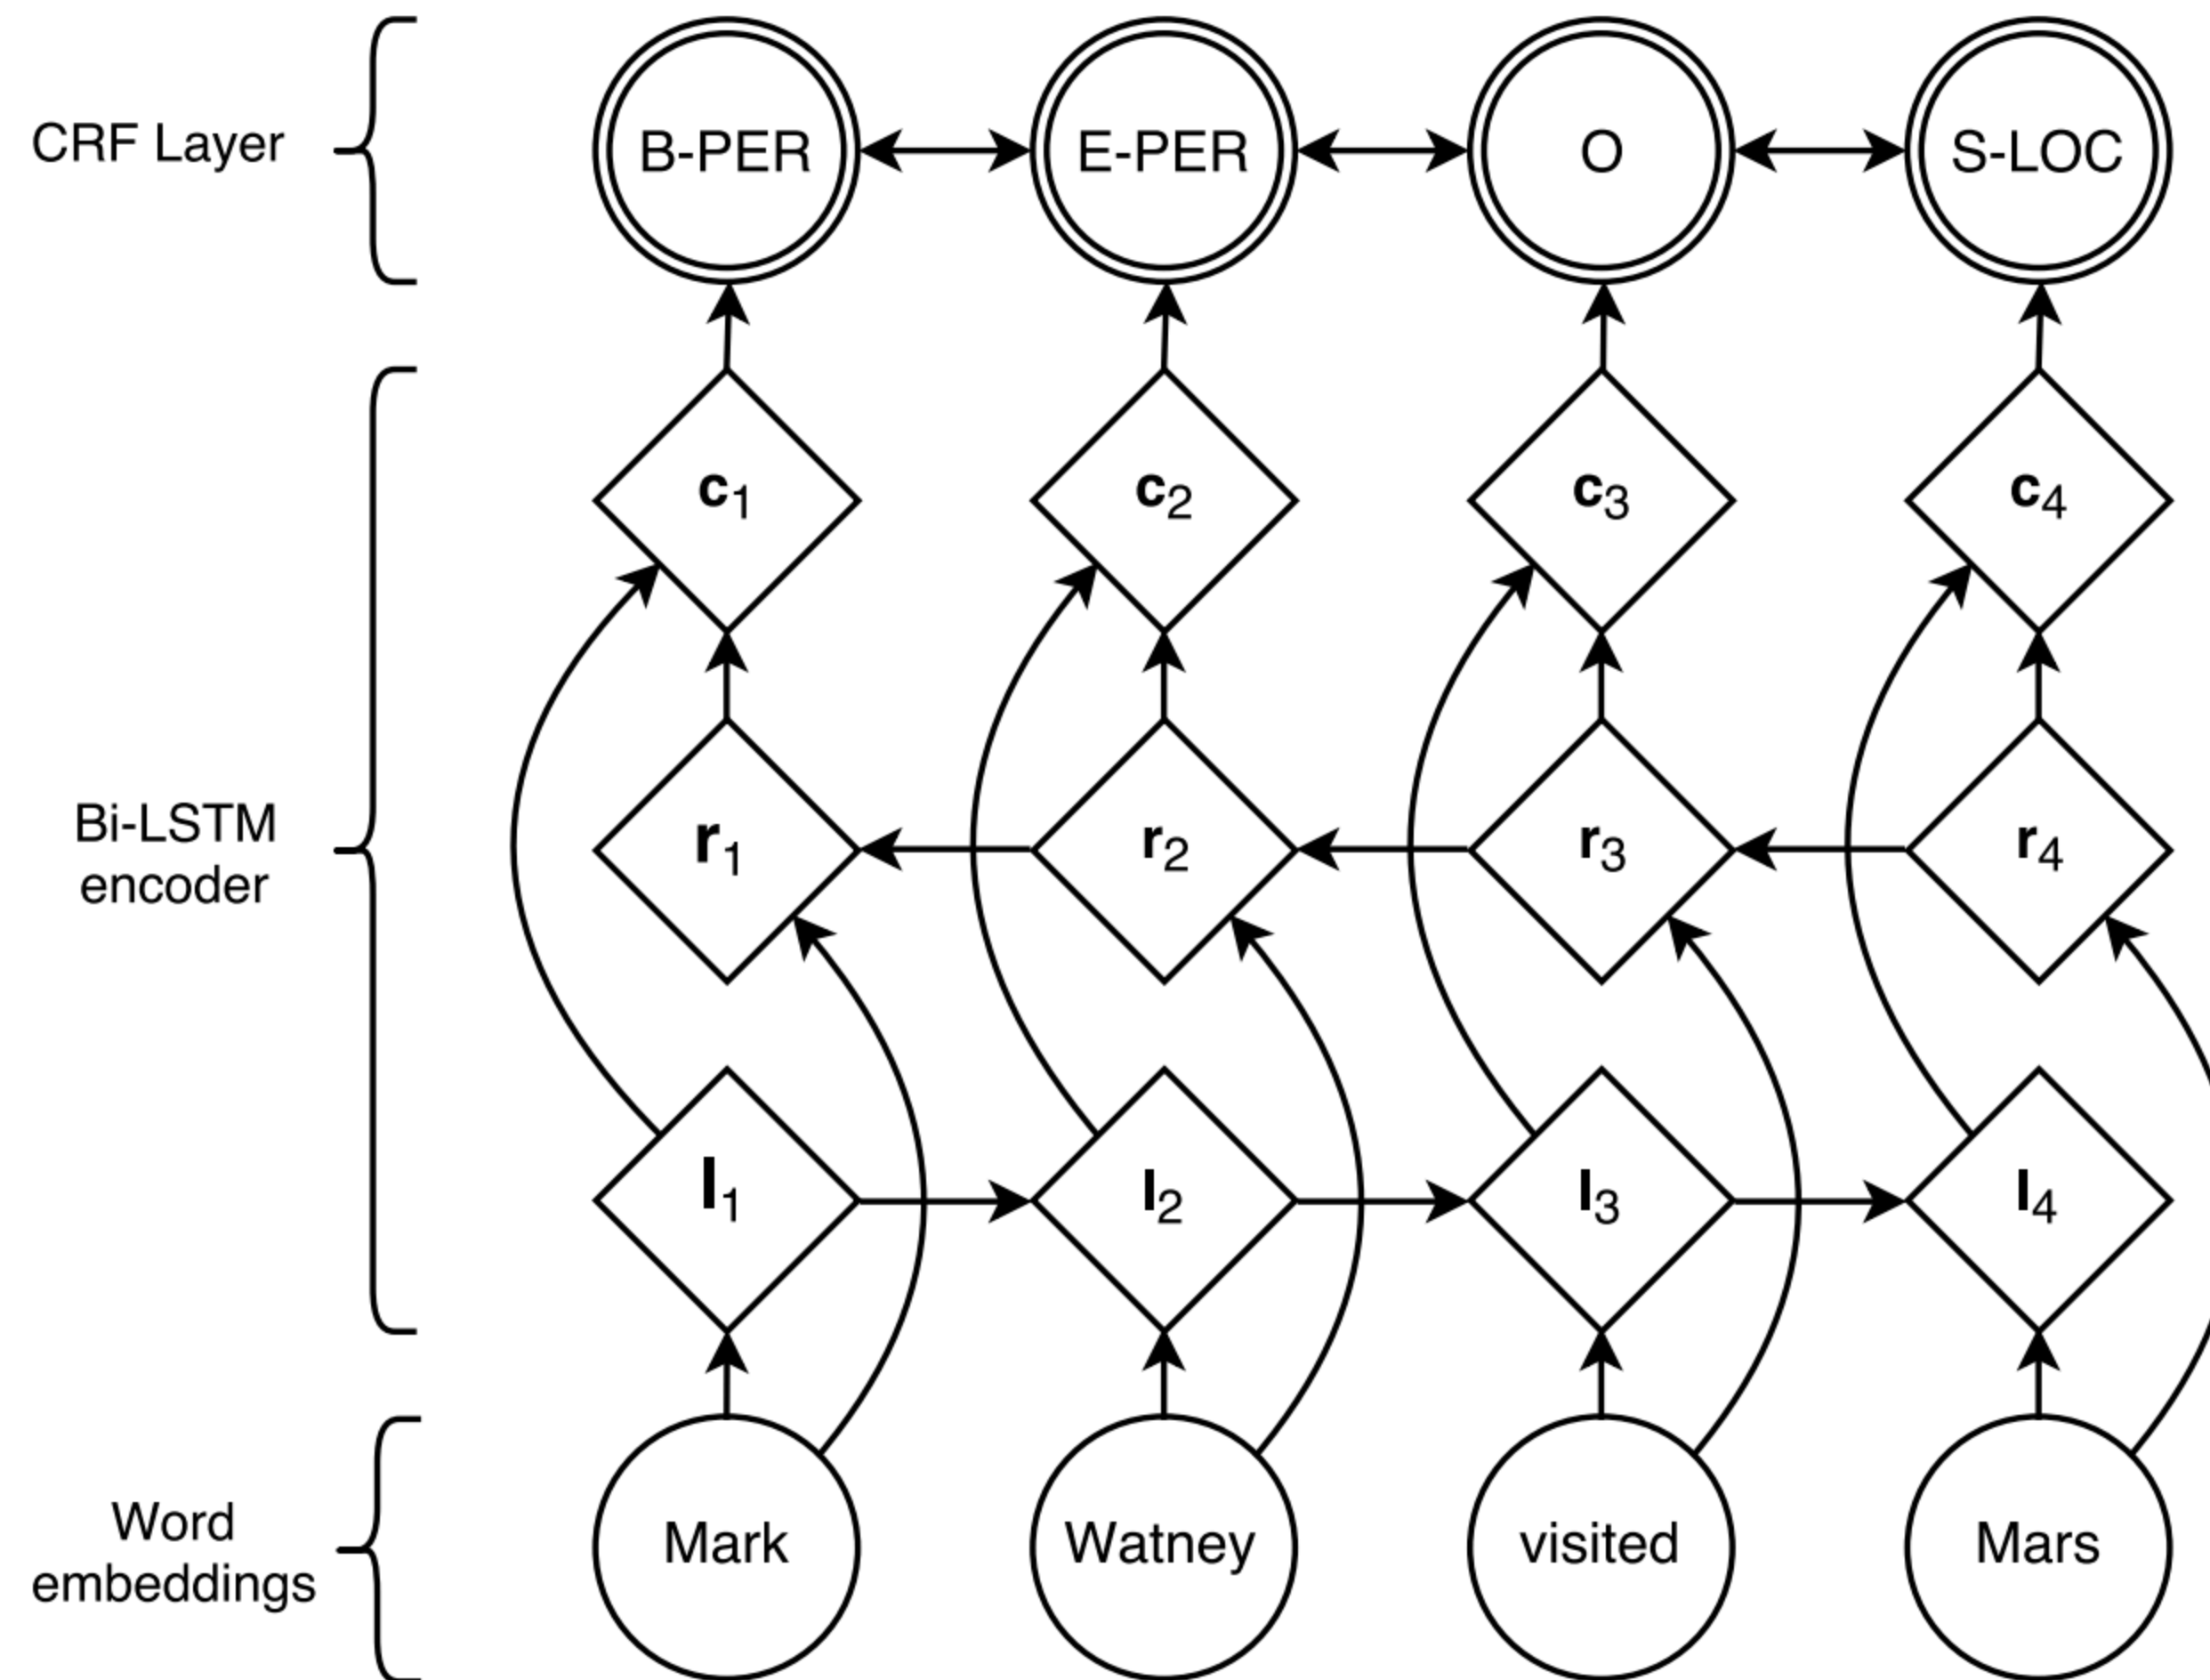 CRF Layer
B-PER
E-PER
O
S-LOC
c1
c2
c3
c4
Bi-LSTM
encoder
r1
r2
r3
r4
l1
l2
l3
l4
Word
embeddings
Mark
Watney
visited
Mars